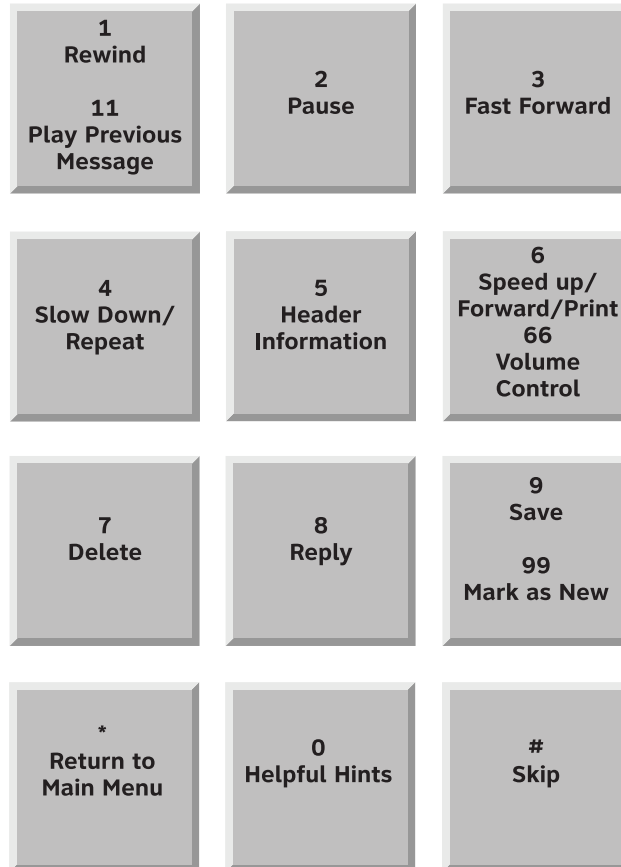 1
Rewind
11
Play Previous
Message
2
Pause
3
Fast Forward
4
Slow Down/
Repeat
5
Header
Information
6
Speed up/
Forward/Print
66
Volume
Control
7
Delete
8
Reply
9
Save
99
Mark as New
*
Return to
Main Menu
0
Helpful Hints
#
Skip